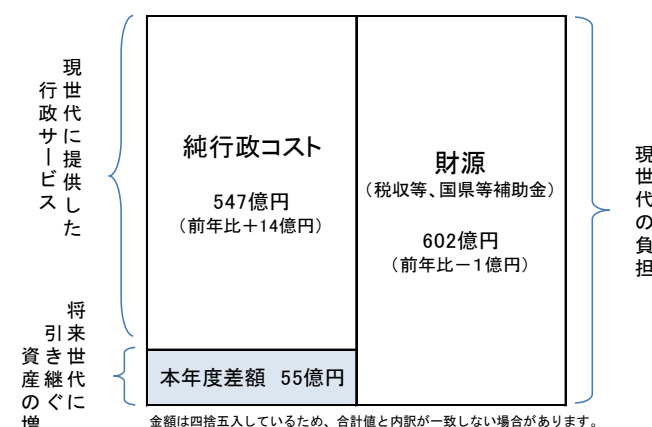 現世代に提供した
行政サービス
純行政コスト
547億円
（前年比＋14億円）
財源
（税収等、国県等補助金）
602億円
（前年比－1億円）
現世代の負担
将来世代に
引き継ぐ
資産の増
本年度差額 55億円
金額は四捨五入しているため、合計値と内訳が一致しない場合があります。